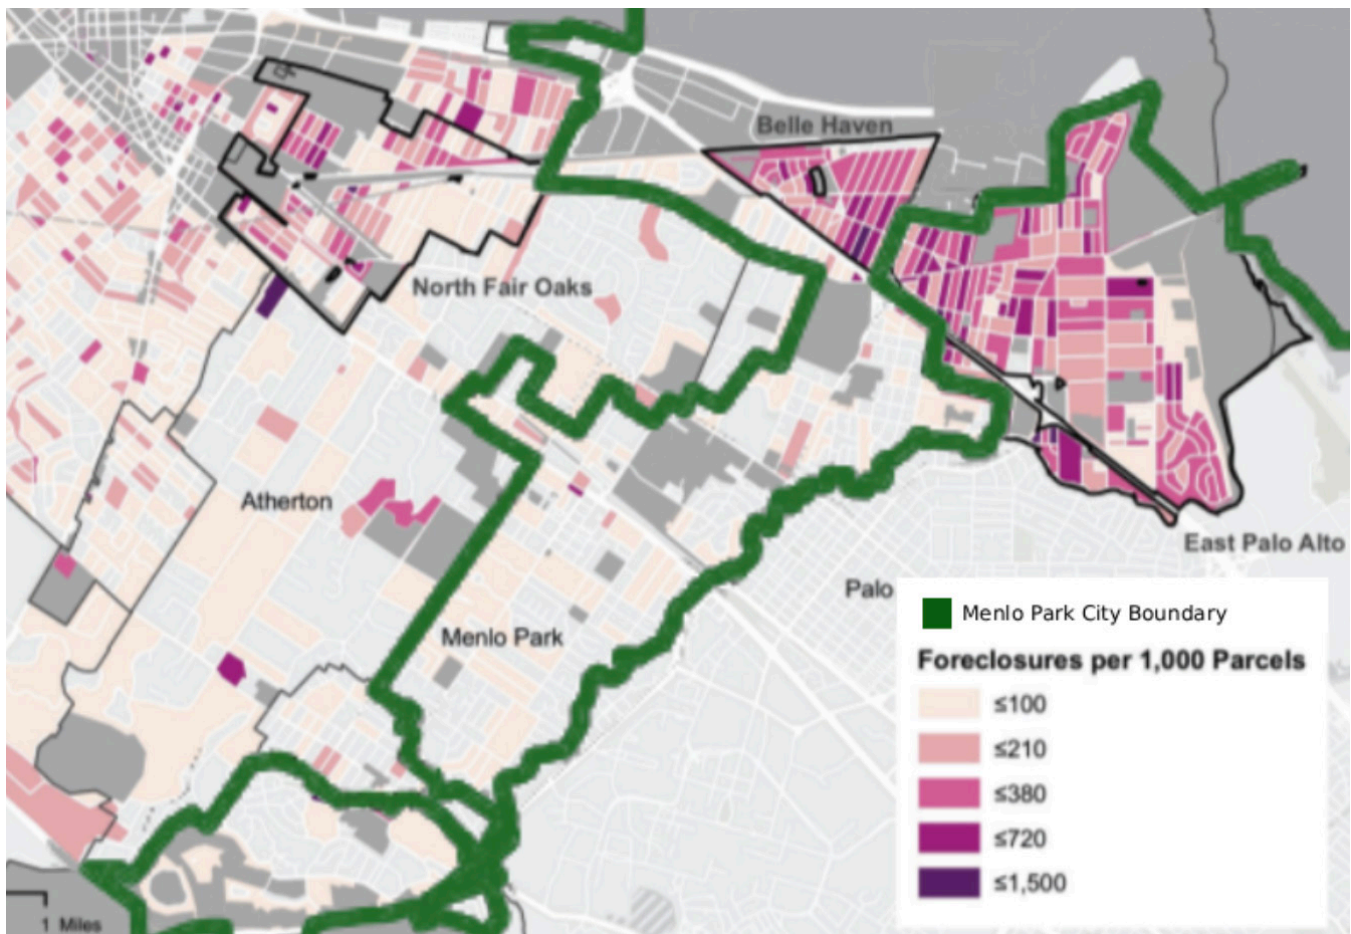 Belle Haven
North Fair Oaks
Atherton
East Palo Alto
Palo
Menlo Park
Menlo Park City Boundary
Foreclosures per 1,000 Parcels
≤100
≤210
≤380
≤720
≤1,500
1 Miles